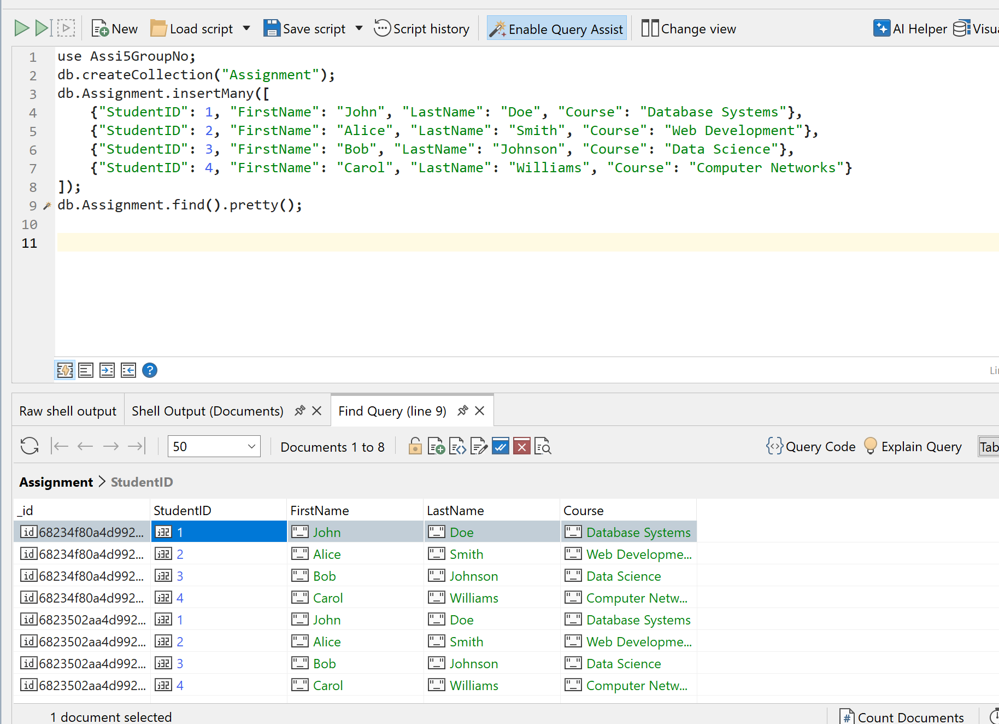 New Load script Save script Script history Enable Query Assist Change view AI Helper
1 use Assi5GroupNo;
2 db.createCollection("Assignment");
3 db.Assignment.insertMany([
4 {"StudentID": 1, "FirstName": "John", "LastName": "Doe", "Course": "Database Systems"},
5 {"StudentID": 2, "FirstName": "Alice", "LastName": "Smith", "Course": "Web Development"},
6 {"StudentID": 3, "FirstName": "Bob", "LastName": "Johnson", "Course": "Data Science"},
7 {"StudentID": 4, "FirstName": "Carol", "LastName": "Williams", "Course": "Computer Networks"}
8 ]);
9 db.Assignment.find().pretty();
10
11
Raw shell output Shell Output (Documents) Find Query (line 9)
50 Documents 1 to 8 Query Code Explain Query
Assignment > StudentID
_id StudentID FirstName LastName Course
id 68234f80a4d992... i32 1 John Doe Database Systems
id 68234f80a4d992... i32 2 Alice Smith Web Developme...
id 68234f80a4d992... i32 3 Bob Johnson Data Science
id 68234f80a4d992... i32 4 Carol Williams Computer Netw...
id 6823502aa4d992... i32 1 John Doe Database Systems
id 6823502aa4d992... i32 2 Alice Smith Web Developme...
id 6823502aa4d992... i32 3 Bob Johnson Data Science
id 6823502aa4d992... i32 4 Carol Williams Computer Netw...
1 document selected # Count Documents